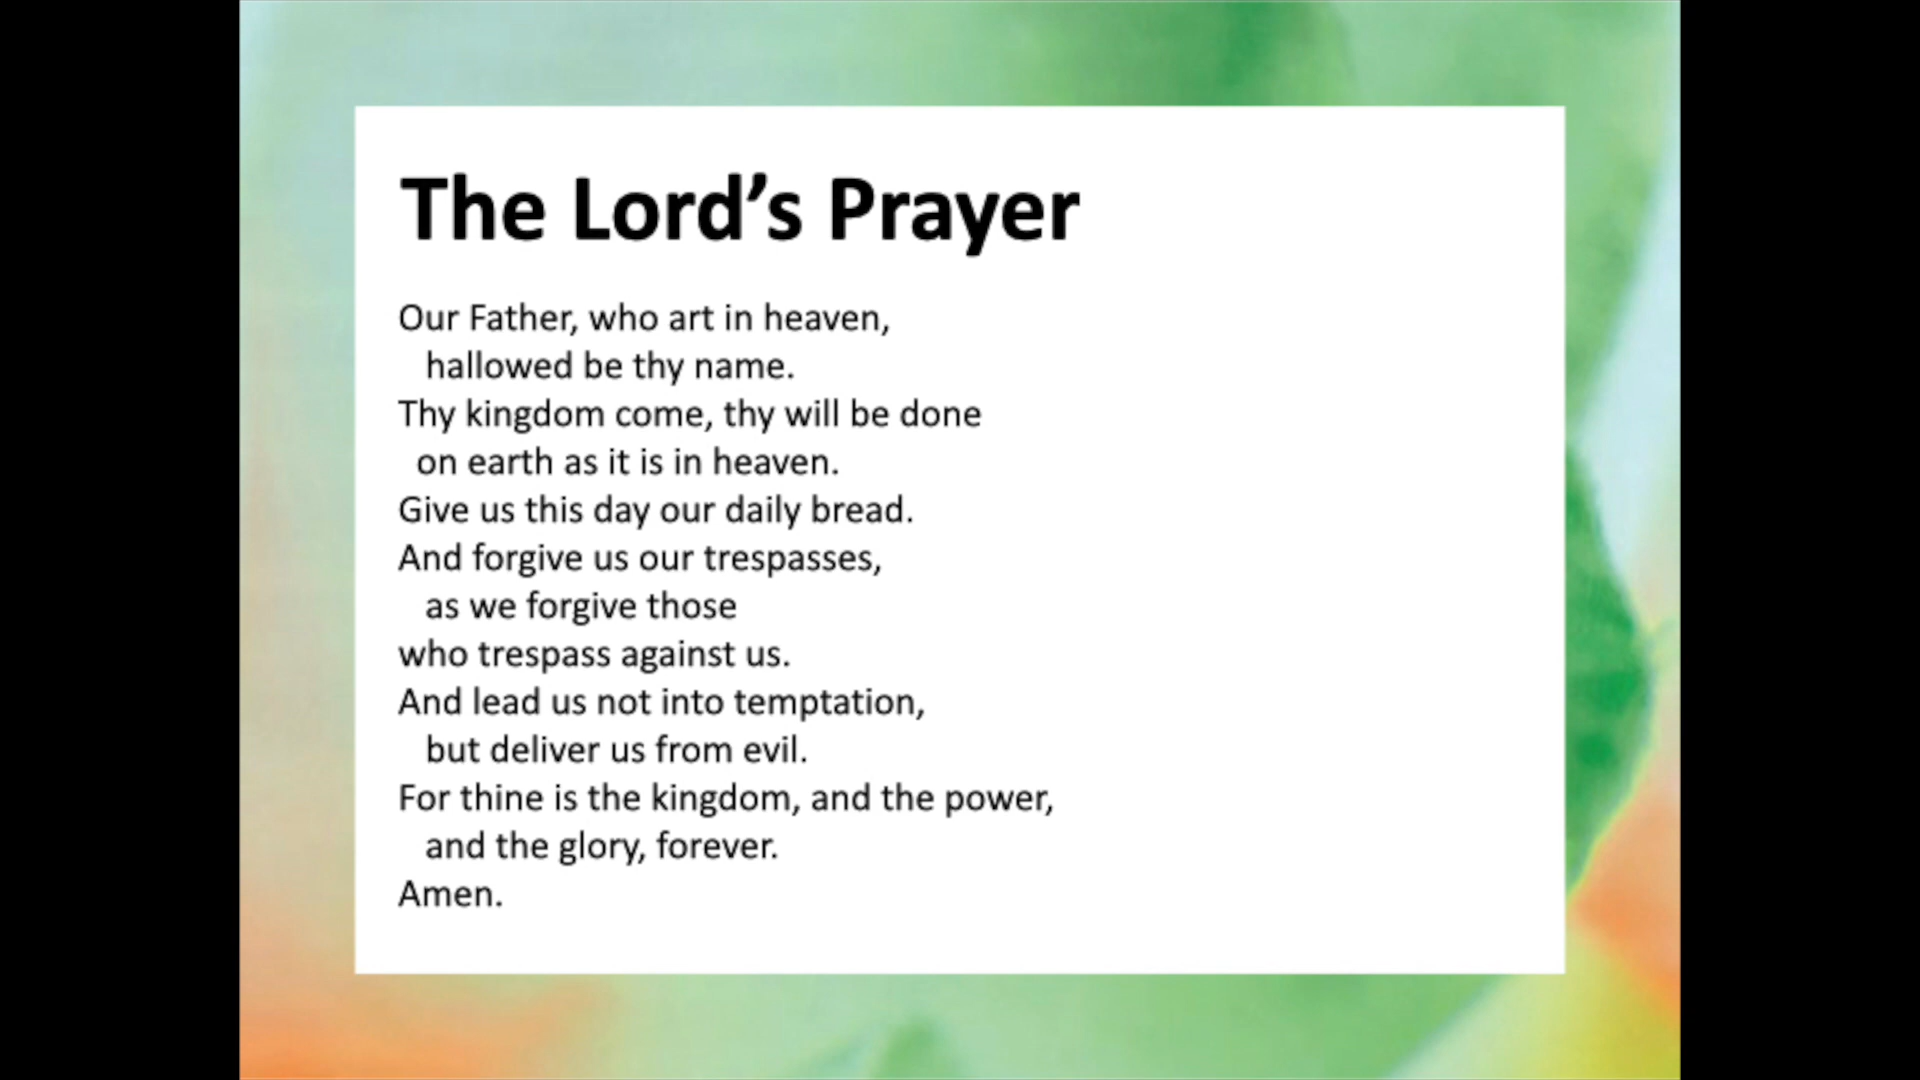 The Lord’s Prayer
Our Father, who art in heaven,
hallowed be thy name.
Thy kingdom come, thy will be done
on earth as it is in heaven.
Give us this day our daily bread.
And forgive us our trespasses,
as we forgive those
who trespass against us.
And lead us not into temptation,
but deliver us from evil.
For thine is the kingdom, and the power,
and the glory, forever.
Amen.